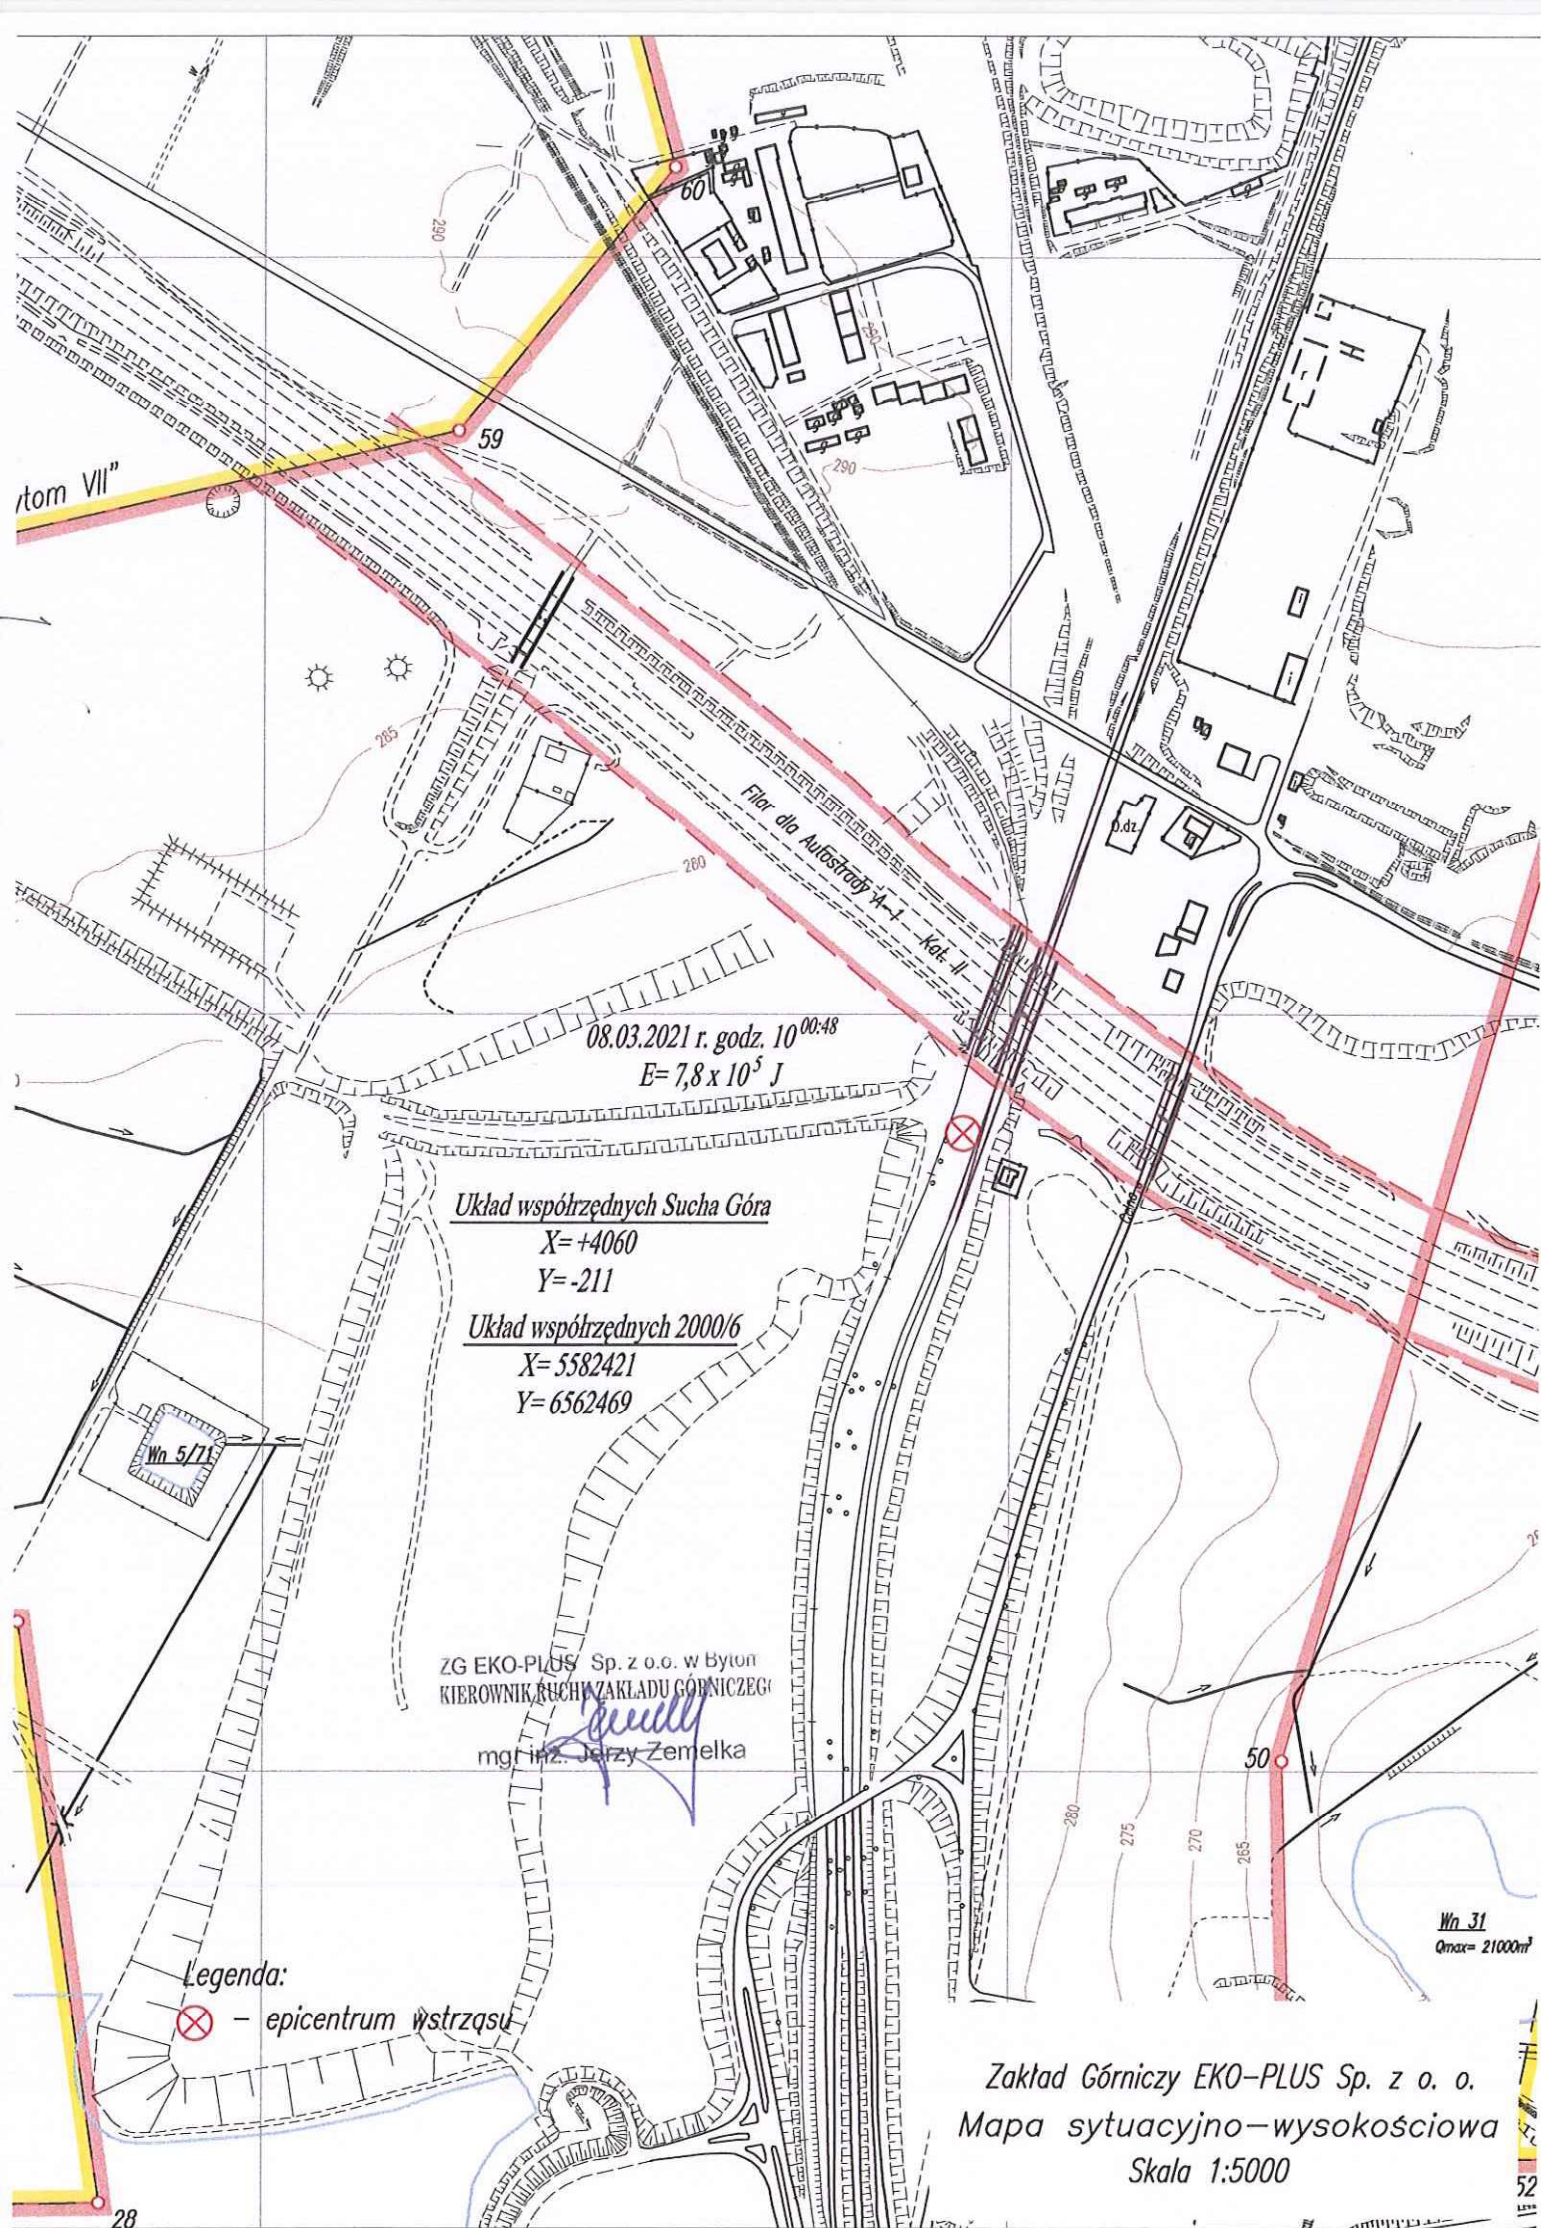 60
290
59
ytom VII"
290
290
285
280
O.dz.
Filar dla Autostrady A-1
Kat. II
08.03.2021 r. godz. 10 00:48
E= 7,8 x 10⁵ J
Układ współrzędnych Sucha Góra
X= +4060
Y= -211
Układ współrzędnych 2000/6
X= 5582421
Y= 6562469
Wn 5/71
ZG EKO-PLUS Sp. z o.o. w Bytom
KIEROWNIK RUCHU ZAKŁADU GÓRNICZEG
mgr inż. Jerzy Zemelka
50
280
275
270
265
Wn 31
Qmax= 21000m³
Legenda:
– epicentrum wstrząsu
Zakład Górniczy EKO-PLUS Sp. z o. o.
Mapa sytuacyjno-wysokościowa
Skala 1:5000
52
28